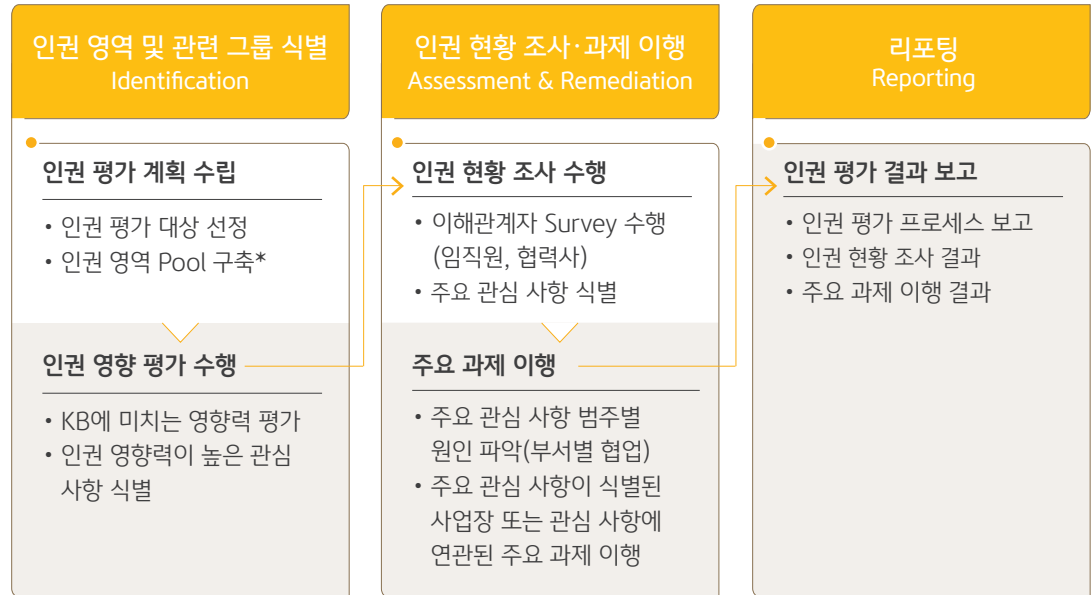 인권 영역 및 관련 그룹 식별
Identification
인권 평가 계획 수립
• 인권 평가 대상 선정
• 인권 영역 Pool 구축*
인권 영향 평가 수행
• KB에 미치는 영향력 평가
• 인권 영향력이 높은 관심
사항 식별
인권 현황 조사·과제 이행
Assessment & Remediation
인권 현황 조사 수행
• 이해관계자 Survey 수행
(임직원, 협력사)
• 주요 관심 사항 식별
주요 과제 이행
• 주요 관심 사항 범주별
원인 파악(부서별 협업)
• 주요 관심 사항이 식별된
사업장 또는 관심 사항에
연관된 주요 과제 이행
리포팅
Reporting
인권 평가 결과 보고
• 인권 평가 프로세스 보고
• 인권 현황 조사 결과
• 주요 과제 이행 결과